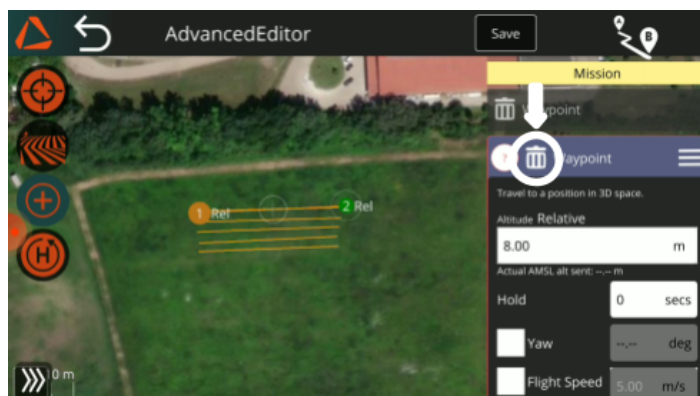 AdvancedEditor
Save
A
B
Mission
Waypoint
? Waypoint
Travel to a position in 3D space.
Altitude Relative
8.00 m
Actual AMSL alt sent: --.-- m
Hold 0 secs
Yaw --.-- deg
Flight Speed 5.00 m/s
1 Rel
2 Rel
H
0 m